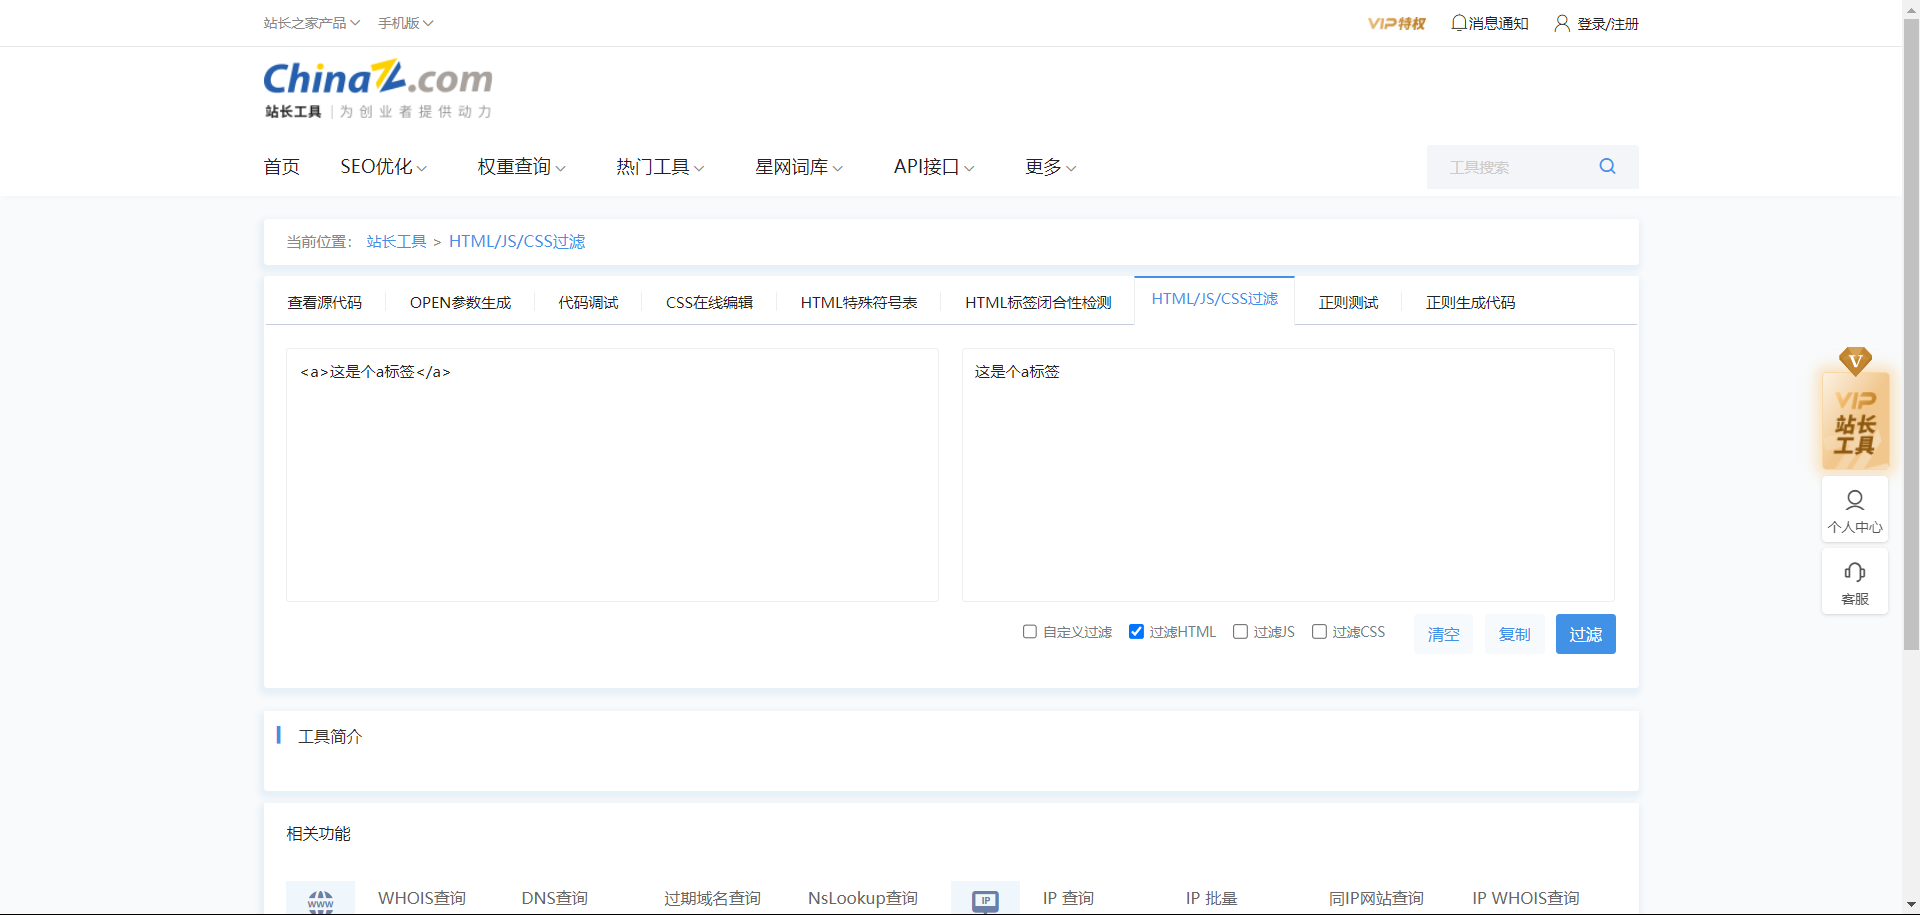 站长之家产品 手机版 VIP特权 消息通知 登录/注册
ChinaZ.com
站长工具 | 为创业者提供动力
首页 SEO优化 权重查询 热门工具 星网词库 API接口 更多 工具搜索
当前位置： 站长工具 > HTML/JS/CSS过滤
查看源代码 OPEN参数生成 代码调试 CSS在线编辑 HTML特殊符号表 HTML标签闭合性检测 HTML/JS/CSS过滤 正则测试 正则生成代码
<a>这是个a标签</a>
这是个a标签
自定义过滤 过滤HTML 过滤JS 过滤CSS 清空 复制 过滤
V
VIP
站长
工具
个人中心
客服
工具简介
相关功能
WWW WHOIS查询 DNS查询 过期域名查询 NsLookup查询 IP IP 查询 IP 批量 同IP网站查询 IP WHOIS查询